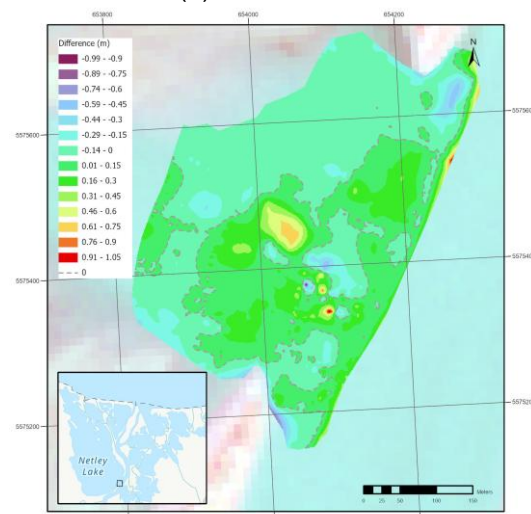 653800
654000
654200
Difference (m)
-0.99 - -0.9
-0.89 - -0.75
-0.74 - -0.6
-0.59 - -0.45
-0.44 - -0.3
-0.29 - -0.15
-0.14 - 0
0.01 - 0.15
0.16 - 0.3
0.31 - 0.45
0.46 - 0.6
0.61 - 0.75
0.76 - 0.9
0.91 - 1.05
0
N
5575600
5575400
5575200
Netley
Lake
Meters
0 25 50 100 150